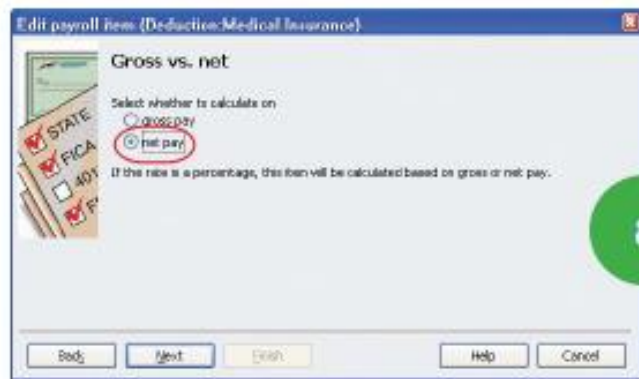 Edit payroll item (Deduction:Medical Insurance)
Gross vs. net
Select whether to calculate on
gross pay
net pay
If the rate is a percentage, this item will be calculated based on gross or net pay.
STATE
FICA
401
Back
Next
Finish
Help
Cancel